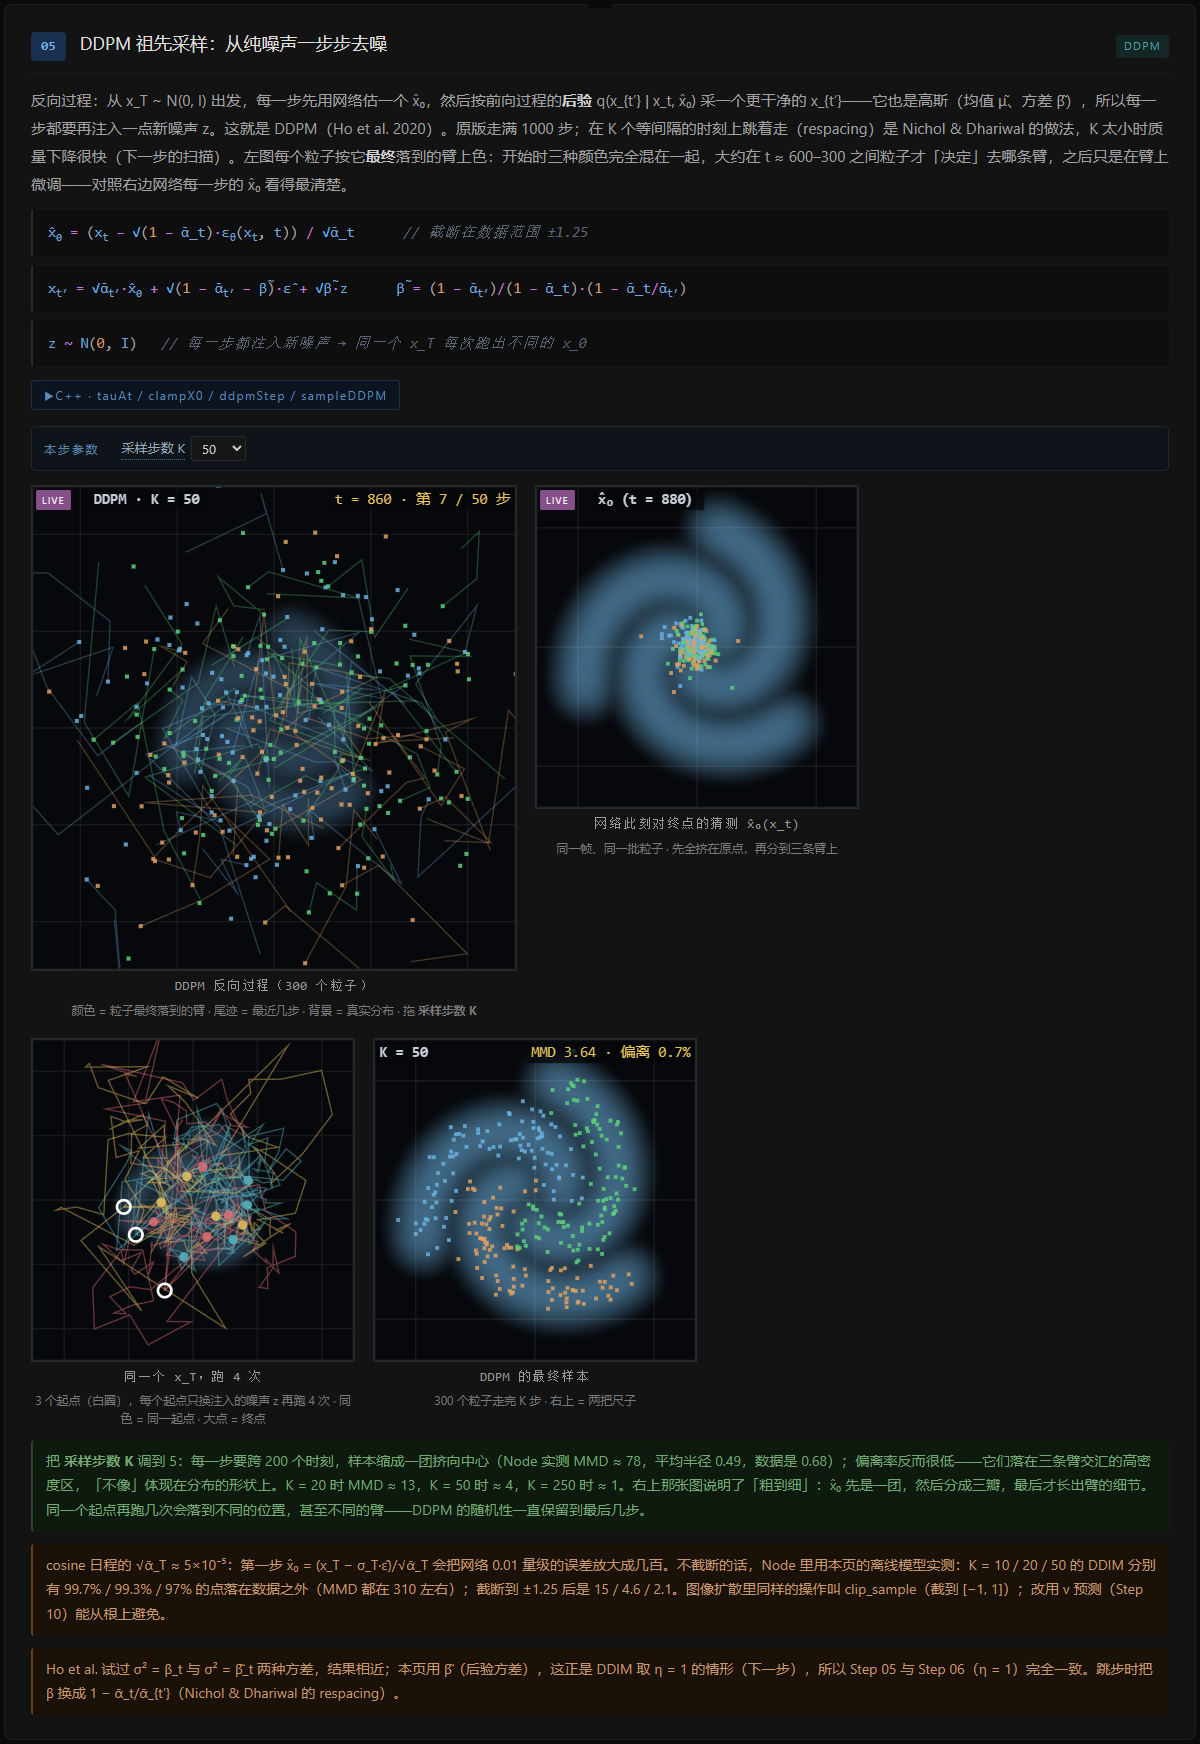 05 DDPM 祖先采样：从纯噪声一步步去噪
DDPM
反向过程：从 x_T ~ N(0, I) 出发，每一步先用网络估一个 x̂₀，然后按前向过程的后验 q(x_{t′} | x_t, x̂₀) 采一个更干净的 x_{t′}——它也是高斯（均值 μ̃、方差 β̃），所以每一
步都要再注入一点新噪声 z。这就是 DDPM（Ho et al. 2020）。原版走满 1000 步；在 K 个等间隔的时刻上跳着走（respacing）是 Nichol & Dhariwal 的做法，K 太小时质
量下降很快（下一步的扫描）。左图每个粒子按它最终落到的臂上色：开始时三种颜色完全混在一起，大约在 t ≈ 600–300 之间粒子才「决定」去哪条臂，之后只是在臂上
微调——对照右边网络每一步的 x̂₀ 看得最清楚。
x̂₀ = (x_t − √(1 − ᾱ_t)·ε_θ(x_t, t)) / √ᾱ_t // 截断在数据范围 ±1.25
x_t′ = √ᾱ_t′·x̂₀ + √(1 − ᾱ_t′ − β̃)·ε̂ + √β̃·z β̃ = (1 − ᾱ_t′)/(1 − ᾱ_t)·(1 − ᾱ_t/ᾱ_t′)
z ~ N(0, I) // 每一步都注入新噪声 → 同一个 x_T 每次跑出不同的 x_0
▶C++ · tauAt / clampX0 / ddpmStep / sampleDDPM
本步参数 采样步数 K 50
LIVE DDPM · K = 50 t = 860 · 第 7 / 50 步
LIVE x̂₀ (t = 880)
网络此刻对终点的猜测 x̂₀(x_t)
同一帧、同一批粒子 · 先全挤在原点，再分到三条臂上
DDPM 反向过程（300 个粒子）
颜色 = 粒子最终落到的臂 · 尾迹 = 最近几步 · 背景 = 真实分布 · 拖 采样步数 K
K = 50 MMD 3.64 · 偏离 0.7%
同一个 x_T，跑 4 次
3 个起点（白圈），每个起点只换注入的噪声 z 再跑 4 次 · 同
色 = 同一起点 · 大点 = 终点
DDPM 的最终样本
300 个粒子走完 K 步 · 右上 = 两把尺子
把 采样步数 K 调到 5：每一步要跨 200 个时刻，样本缩成一团挤向中心（Node 实测 MMD ≈ 78，平均半径 0.49，数据是 0.68）；偏离率反而很低——它们落在三条臂交汇的高密
度区，「不像」体现在分布的形状上。K = 20 时 MMD ≈ 13，K = 50 时 ≈ 4，K = 250 时 ≈ 1。右上那张图说明了「粗到细」：x̂₀ 先是一团，然后分成三瓣，最后才长出臂的细节。
同一个起点再跑几次会落到不同的位置，甚至不同的臂——DDPM 的随机性一直保留到最后几步。
cosine 日程的 √ᾱ_T ≈ 5×10⁻⁵：第一步 x̂₀ = (x_T − σ_T·ε̂)/√ᾱ_T 会把网络 0.01 量级的误差放大成几百。不截断的话，Node 里用本页的离线模型实测：K = 10 / 20 / 50 的 DDIM 分别
有 99.7% / 99.3% / 97% 的点落在数据之外（MMD 都在 310 左右）；截断到 ±1.25 后是 15 / 4.6 / 2.1。图像扩散里同样的操作叫 clip_sample（截到 [−1, 1]）；改用 v 预测（Step
10）能从根上避免。
Ho et al. 试过 σ² = β_t 与 σ² = β̃_t 两种方差，结果相近；本页用 β̃（后验方差），这正是 DDIM 取 η = 1 的情形（下一步），所以 Step 05 与 Step 06（η = 1）完全一致。跳步时把
β 换成 1 − ᾱ_t/ᾱ_{t′}（Nichol & Dhariwal 的 respacing）。